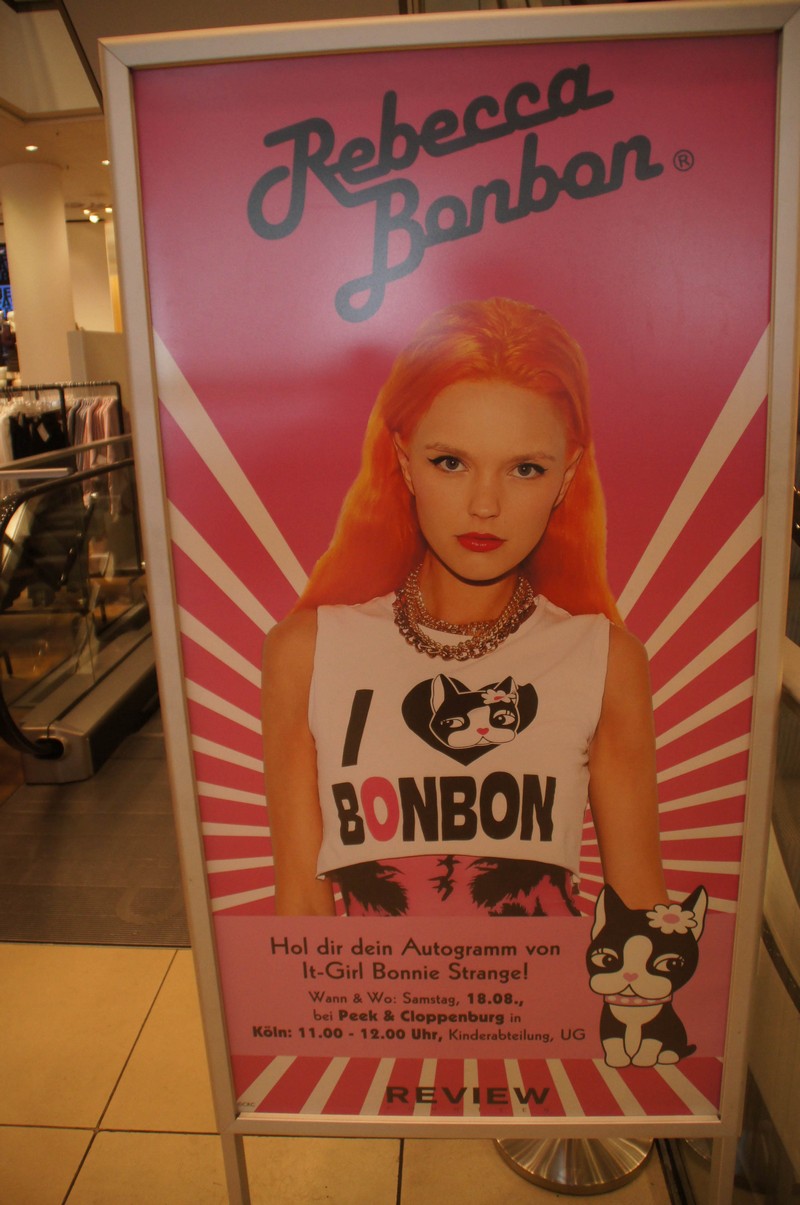 Rebecca
Bonbon ®
I
BONBON
Hol dir dein Autogramm von
It-Girl Bonnie Strange!
Wann & Wo: Samstag, 18.08.,
bei Peek & Cloppenburg in
Köln: 11.00 - 12.00 Uhr, Kinderabteilung, UG
REVIEW